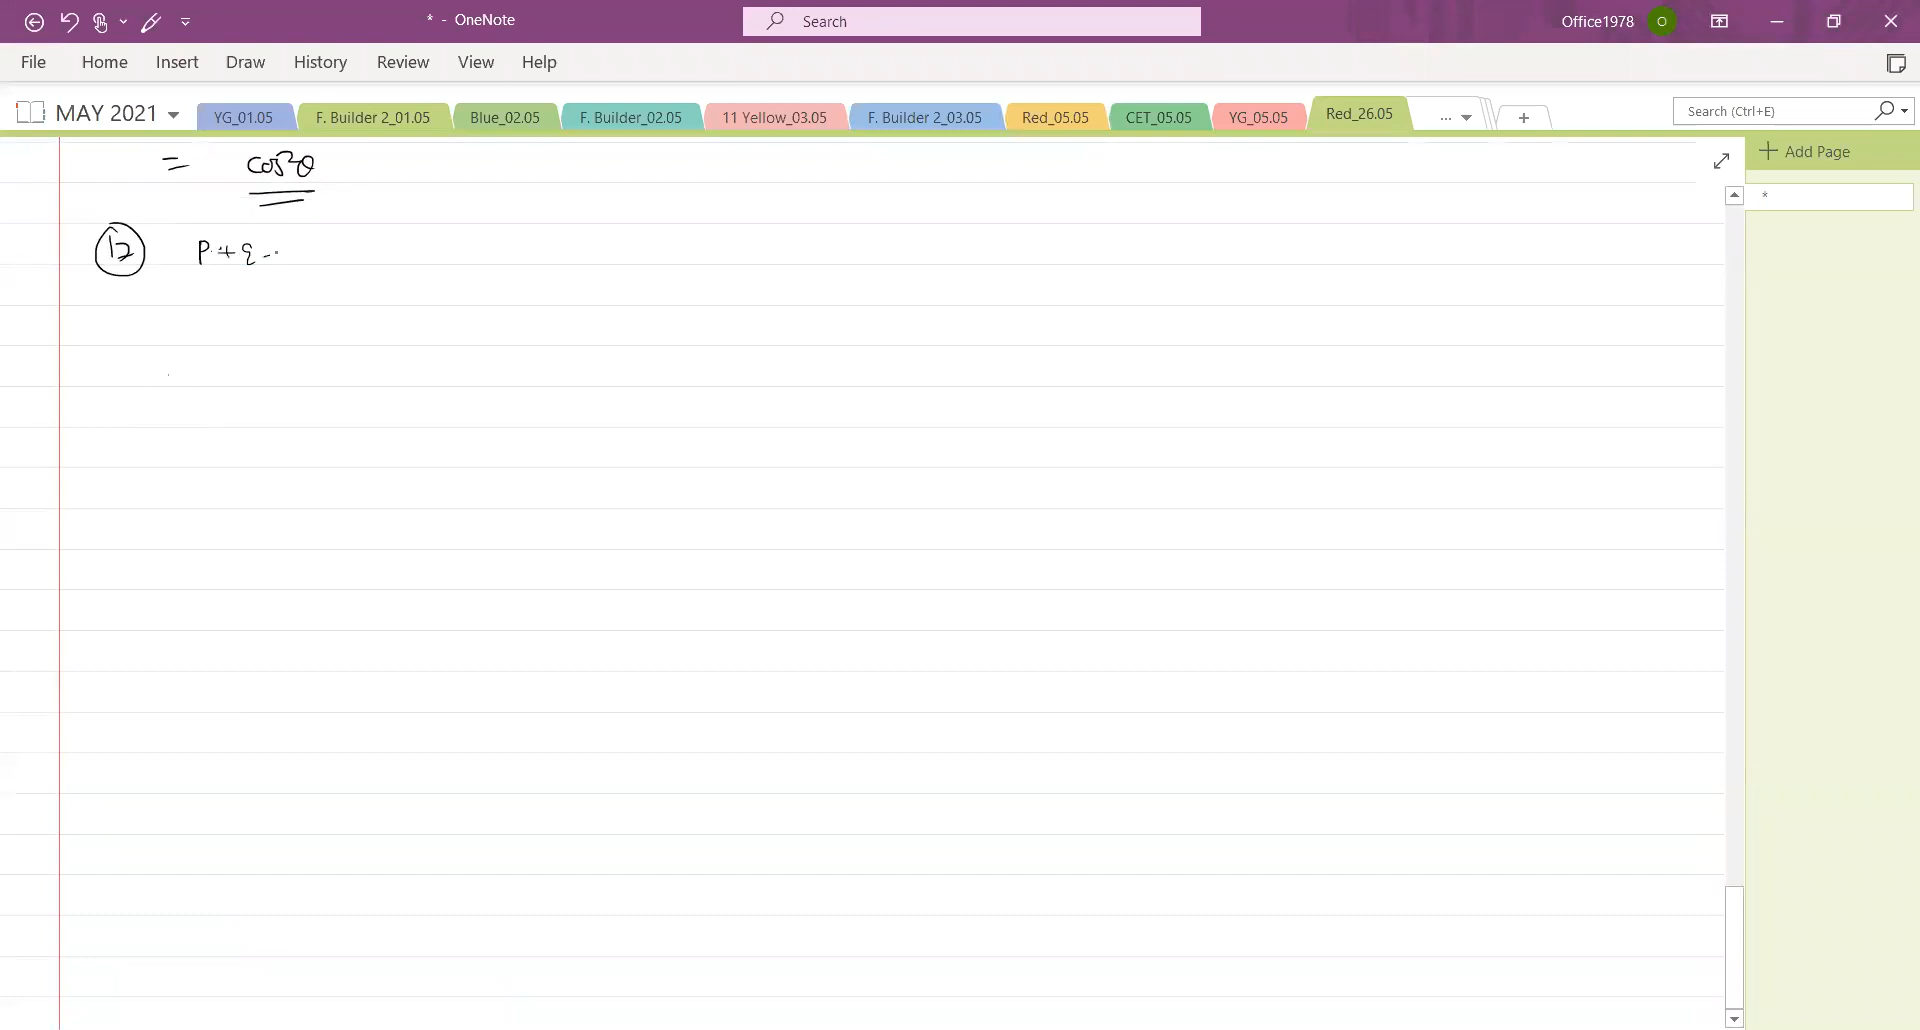 * - OneNote
Search
Office1978
O
File Home Insert Draw History Review View Help
MAY 2021
YG_01.05 F. Builder 2_01.05 Blue_02.05 F. Builder_02.05 11 Yellow_03.05 F. Builder 2_03.05 Red_05.05 CET_05.05 YG_05.05 Red_26.05 ... +
Search (Ctrl+E)
+ Add Page
*
= cos²θ
12 P + q -